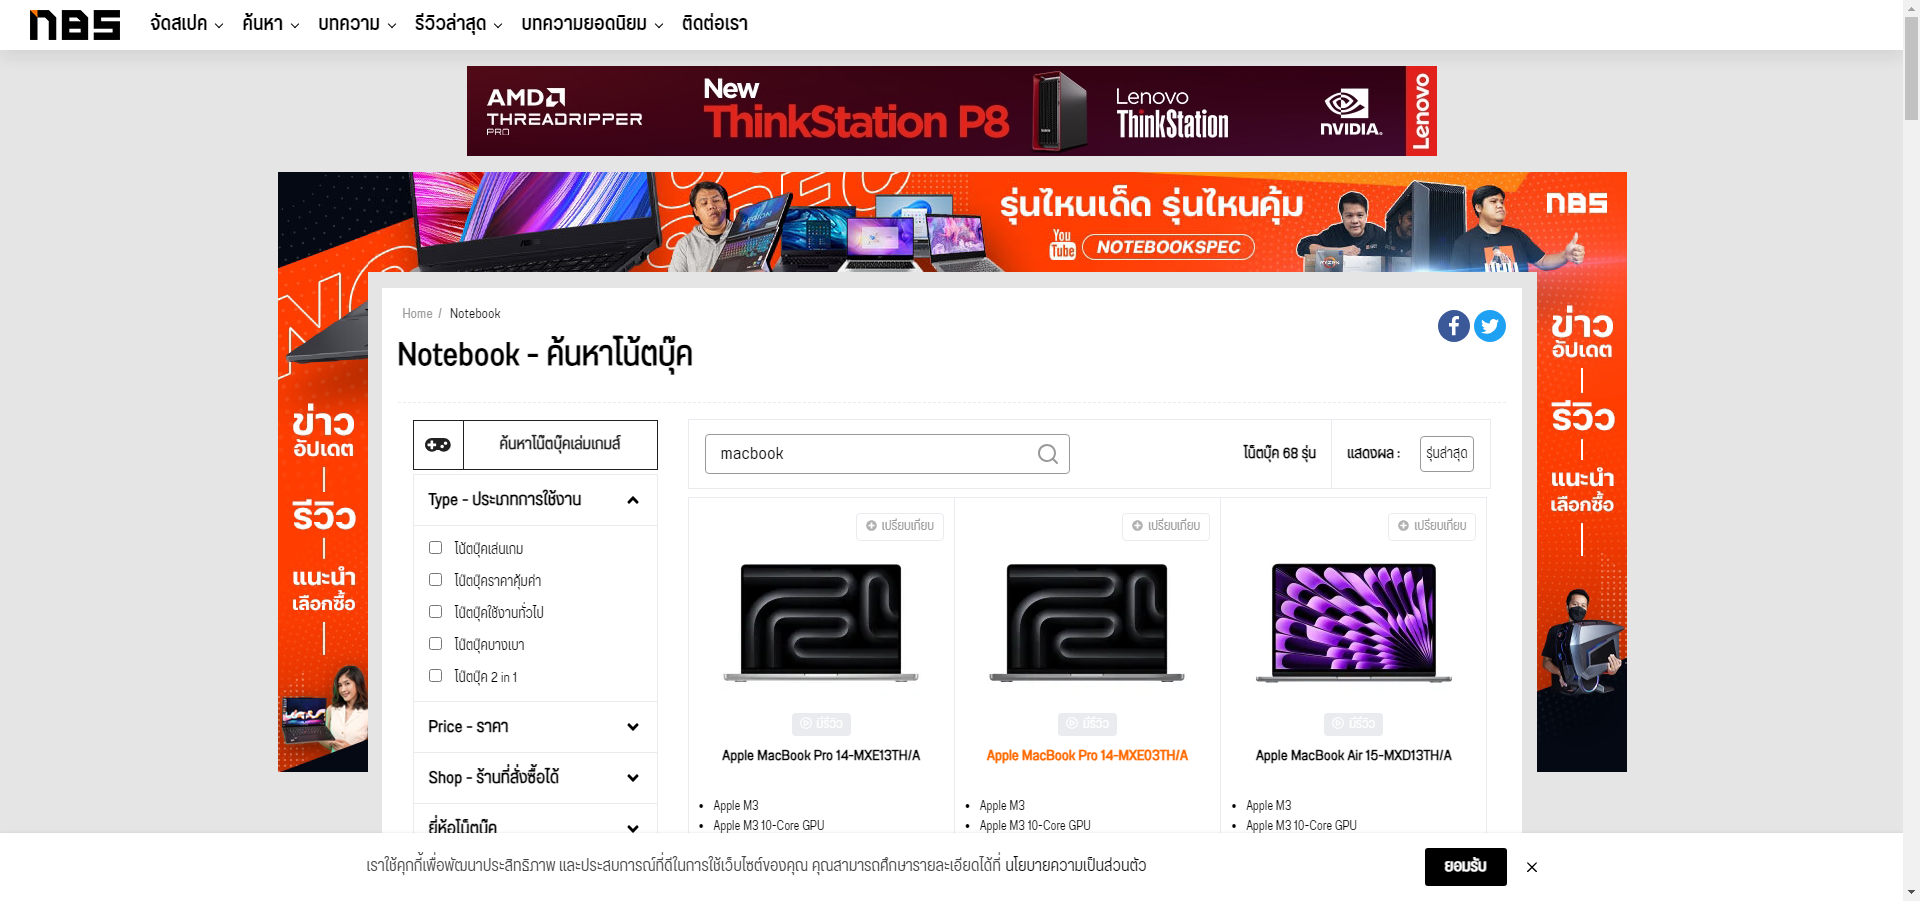 nBS
จัดสเปค ค้นหา บทความ รีวิวล่าสุด บทความยอดนิยม ติดต่อเรา
AMD
THREADRIPPER
PRO
New
ThinkStation P8
Lenovo
ThinkStation
NVIDIA.
Lenovo
รุ่นไหนเด็ด รุ่นไหนคุ้ม
You
Tube
NOTEBOOKSPEC
nBS
LEGION
RYZEN
ข่าว
อัปเดต
รีวิว
แนะนำ
เลือกซื้อ
ข่าว
อัปเดต
รีวิว
แนะนำ
เลือกซื้อ
Home / Notebook
Notebook - ค้นหาโน้ตบุ๊ค
ค้นหาโน๊ตบุ๊คเล่มเกมส์
Type - ประเภทการใช้งาน
โน้ตบุ๊คเล่นเกม
โน๊ตบุ๊คราคาคุ้มค่า
โน๊ตบุ๊คใช้งานทั่วไป
โน๊ตบุ๊คบางเบา
โน๊ตบุ๊ค 2 in 1
Price - ราคา
Shop - ร้านที่สั่งซื้อได้
ยี่ห้อโน็ตบุ๊ค
macbook
โน็ตบุ๊ค 68 รุ่น
แสดงผล :
รุ่นล่าสุด
เปรียบเทียบ
เปรียบเทียบ
เปรียบเทียบ
มีรีวิว
มีรีวิว
มีรีวิว
Apple MacBook Pro 14-MXE13TH/A
Apple MacBook Pro 14-MXE03TH/A
Apple MacBook Air 15-MXD13TH/A
Apple M3
Apple M3 10-Core GPU
Apple M3
Apple M3 10-Core GPU
Apple M3
Apple M3 10-Core GPU
เราใช้คุกกี้เพื่อพัฒนาประสิทธิภาพ และประสบการณ์ที่ดีในการใช้เว็บไซต์ของคุณ คุณสามารถศึกษารายละเอียดได้ที่ นโยบายความเป็นส่วนตัว
ยอมรับ